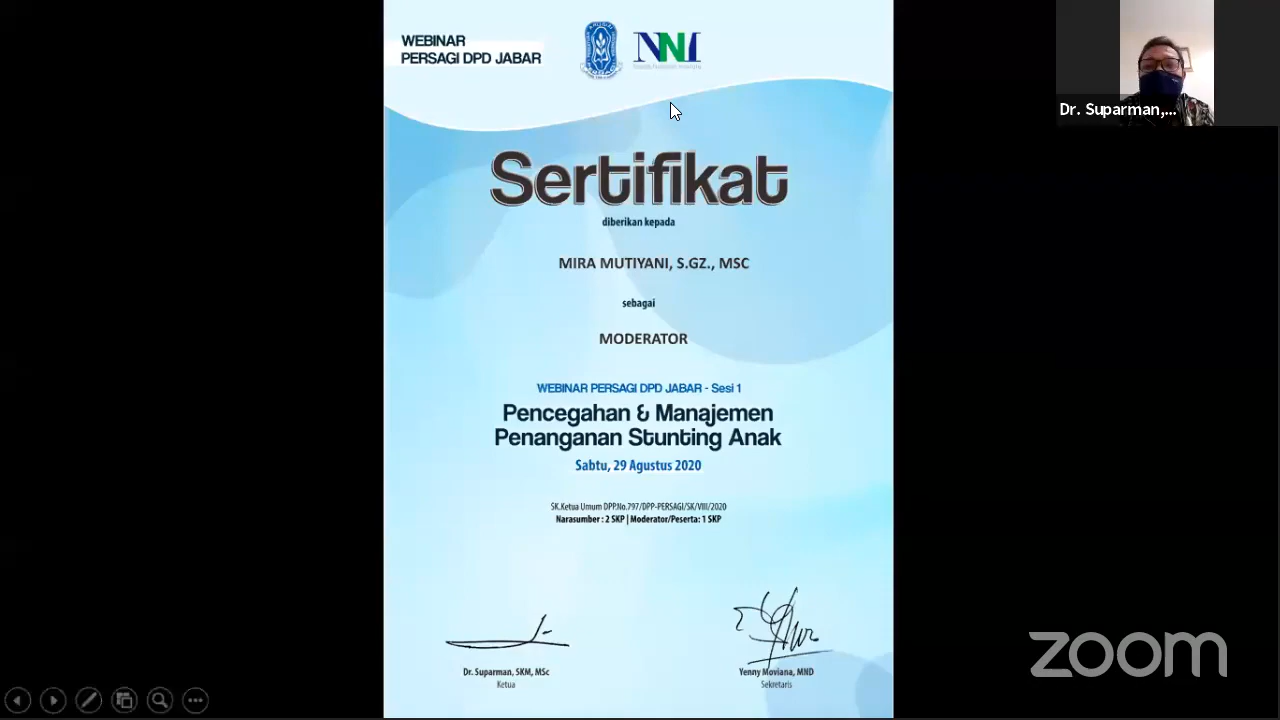 WEBINAR
PERSAGI DPD JABAR
NNI
Dr. Suparman,...
Sertifikat
diberikan kepada
MIRA MUTIYANI, S.GZ., MSC
sebagai
MODERATOR
WEBINAR PERSAGI DPD JABAR - Sesi 1
Pencegahan & Manajemen
Penanganan Stunting Anak
Sabtu, 29 Agustus 2020
SK.Ketua Umum DPP.No.797/DPP-PERSAGI/SK/VIII/2020
Narasumber : 2 SKP | Moderator/Peserta: 1 SKP
Dr. Suparman, SKM, MSc
Ketua
Yenny Moviana, MND
Sekretaris
zoom